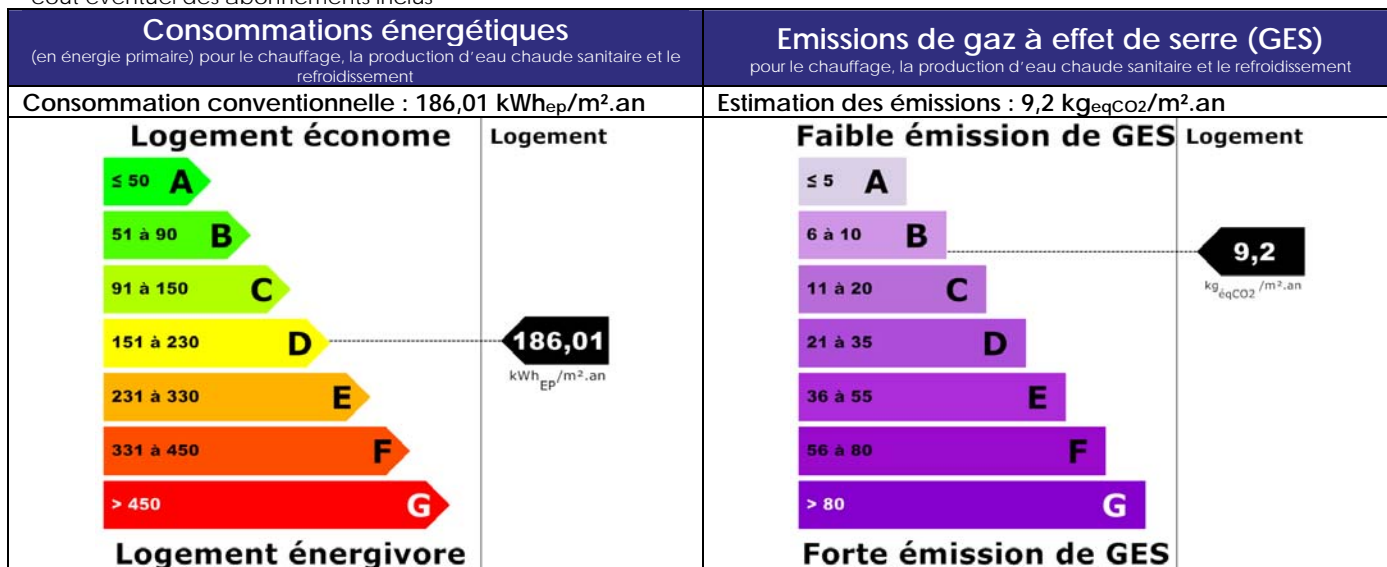 coût éventuel des abonnements inclus
Consommations énergétiques
(en énergie primaire) pour le chauffage, la production d'eau chaude sanitaire et le
refroidissement
Consommation conventionnelle : 186,01 kWhep/m².an
Logement économe
Logement
≤ 50 A
51 à 90 B
91 à 150 C
151 à 230 D
186,01
kWhEP/m².an
231 à 330 E
331 à 450 F
> 450 G
Logement énergivore
Emissions de gaz à effet de serre (GES)
pour le chauffage, la production d'eau chaude sanitaire et le refroidissement
Estimation des émissions : 9,2 kgeqCO2/m².an
Faible émission de GES
Logement
≤ 5 A
6 à 10 B
9,2
kgéqCO2/m².an
11 à 20 C
21 à 35 D
36 à 55 E
56 à 80 F
> 80 G
Forte émission de GES